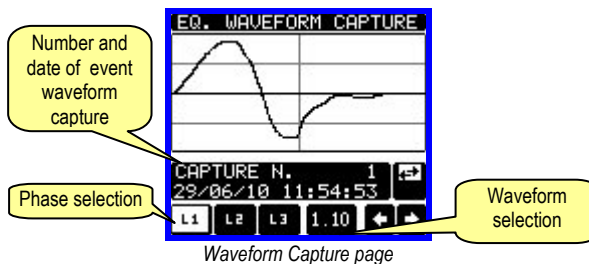 EQ. WAVEFORM CAPTURE
Number and
date of event
waveform
capture
CAPTURE N. 1
29/06/10 11:54:53
Phase selection
L1 L2 L3 1.10
Waveform
selection
Waveform Capture page